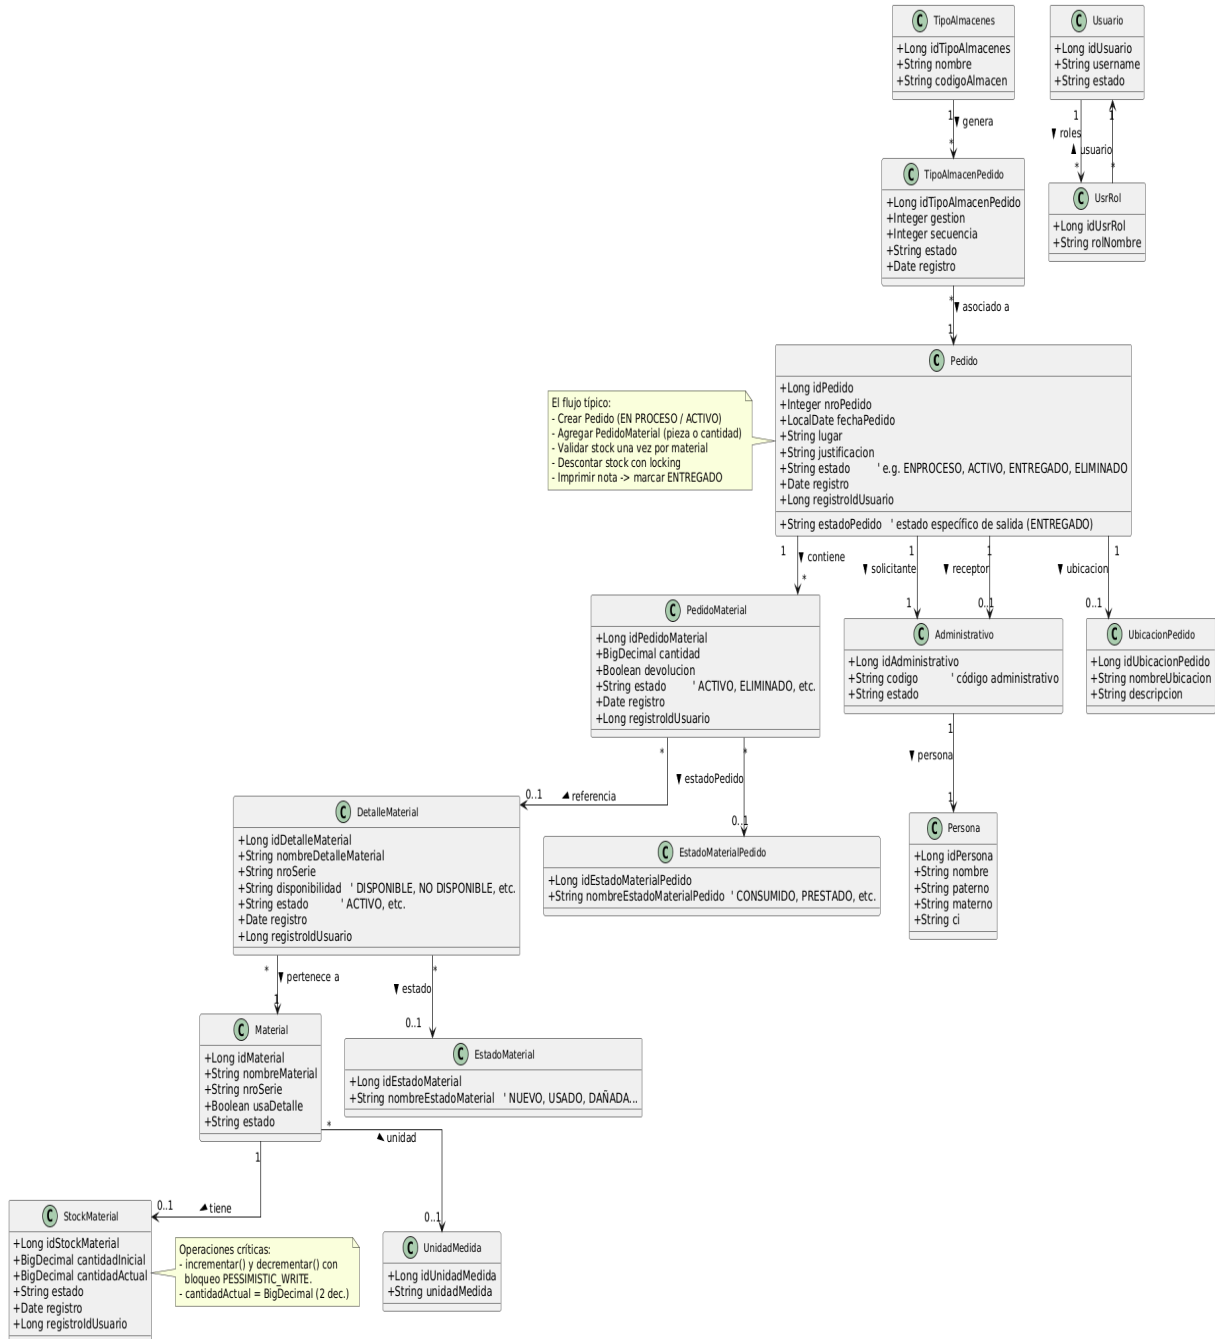 C TipoAlmacenes
+Long idTipoAlmacenes
+String nombre
+String codigoAlmacen
C Usuario
+Long idUsuario
+String username
+String estado
1
genera
*
1
roles
*
1
usuario
*
C UsrRol
+Long idUsrRol
+String rolNombre
C TipoAlmacenPedido
+Long idTipoAlmacenPedido
+Integer gestion
+Integer secuencia
+String estado
+Date registro
*
asociado a
1
C Pedido
+Long idPedido
+Integer nroPedido
+LocalDate fechaPedido
+String lugar
+String justificacion
+String estado ' e.g. ENPROCESO, ACTIVO, ENTREGADO, ELIMINADO
+Date registro
+Long registroIdUsuario
+String estadoPedido ' estado específico de salida (ENTREGADO)
El flujo típico:
- Crear Pedido (EN PROCESO / ACTIVO)
- Agregar PedidoMaterial (pieza o cantidad)
- Validar stock una vez por material
- Descontar stock con locking
- Imprimir nota -> marcar ENTREGADO
1
contiene
*
1
solicitante
1
1
receptor
0..1
1
ubicacion
0..1
C PedidoMaterial
+Long idPedidoMaterial
+BigDecimal cantidad
+Boolean devolucion
+String estado ' ACTIVO, ELIMINADO, etc.
+Date registro
+Long registroIdUsuario
C Administrativo
+Long idAdministrativo
+String codigo ' código administrativo
+String estado
C UbicacionPedido
+Long idUbicacionPedido
+String nombreUbicacion
+String descripcion
*
referencia
0..1
*
estadoPedido
0..1
1
persona
1
C DetalleMaterial
+Long idDetalleMaterial
+String nombreDetalleMaterial
+String nroSerie
+String disponibilidad ' DISPONIBLE, NO DISPONIBLE, etc.
+String estado ' ACTIVO, etc.
+Date registro
+Long registroIdUsuario
C EstadoMaterialPedido
+Long idEstadoMaterialPedido
+String nombreEstadoMaterialPedido ' CONSUMIDO, PRESTADO, etc.
C Persona
+Long idPersona
+String nombre
+String paterno
+String materno
+String ci
*
pertenece a
1
*
estado
0..1
C Material
+Long idMaterial
+String nombreMaterial
+String nroSerie
+Boolean usaDetalle
+String estado
C EstadoMaterial
+Long idEstadoMaterial
+String nombreEstadoMaterial ' NUEVO, USADO, DAÑADA...
1
tiene
0..1
*
unidad
0..1
C StockMaterial
+Long idStockMaterial
+BigDecimal cantidadInicial
+BigDecimal cantidadActual
+String estado
+Date registro
+Long registroIdUsuario
Operaciones críticas:
- incrementar() y decrementar() con
bloqueo PESSIMISTIC_WRITE.
- cantidadActual = BigDecimal (2 dec.)
C UnidadMedida
+Long idUnidadMedida
+String unidadMedida